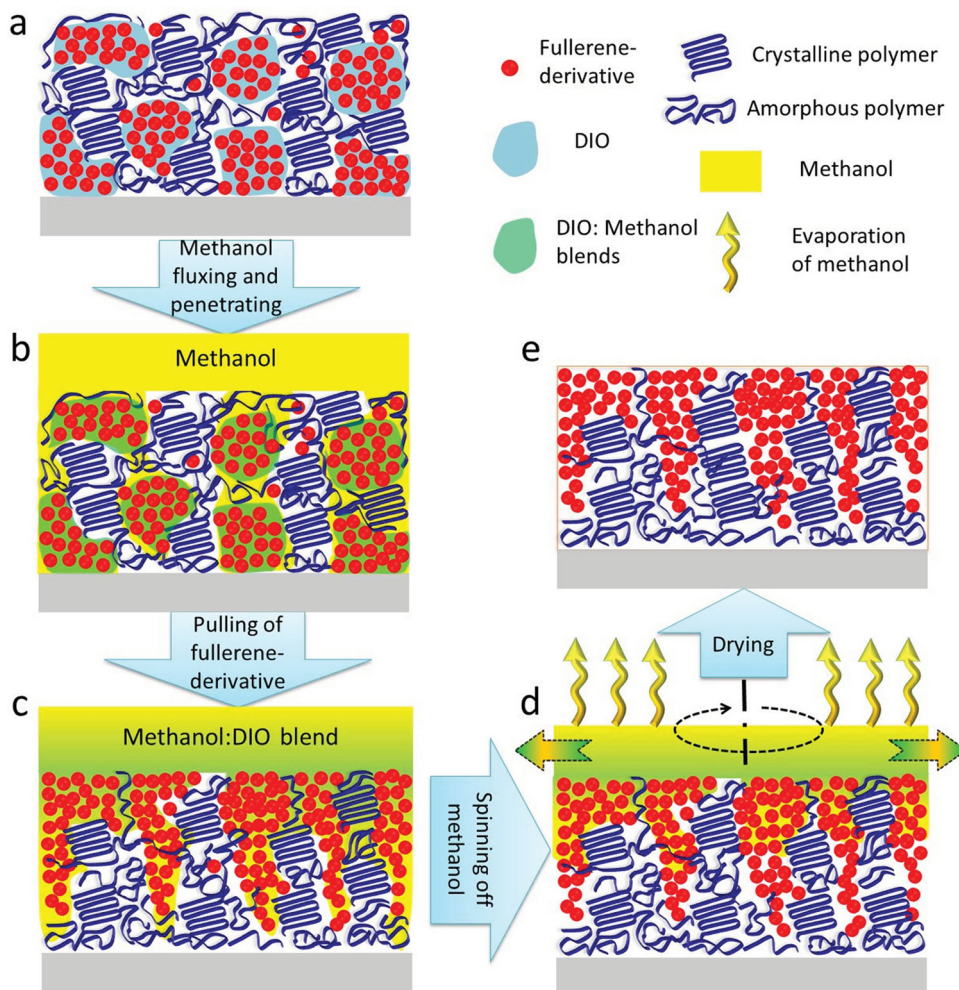 a
Fullerene-
derivative
Crystalline polymer
Amorphous polymer
DIO
Methanol
DIO: Methanol
blends
Evaporation
of methanol
Methanol
fluxing and
penetrating
b
Methanol
e
Pulling of
fullerene-
derivative
Drying
c
Methanol:DIO blend
d
Spinning off
methanol